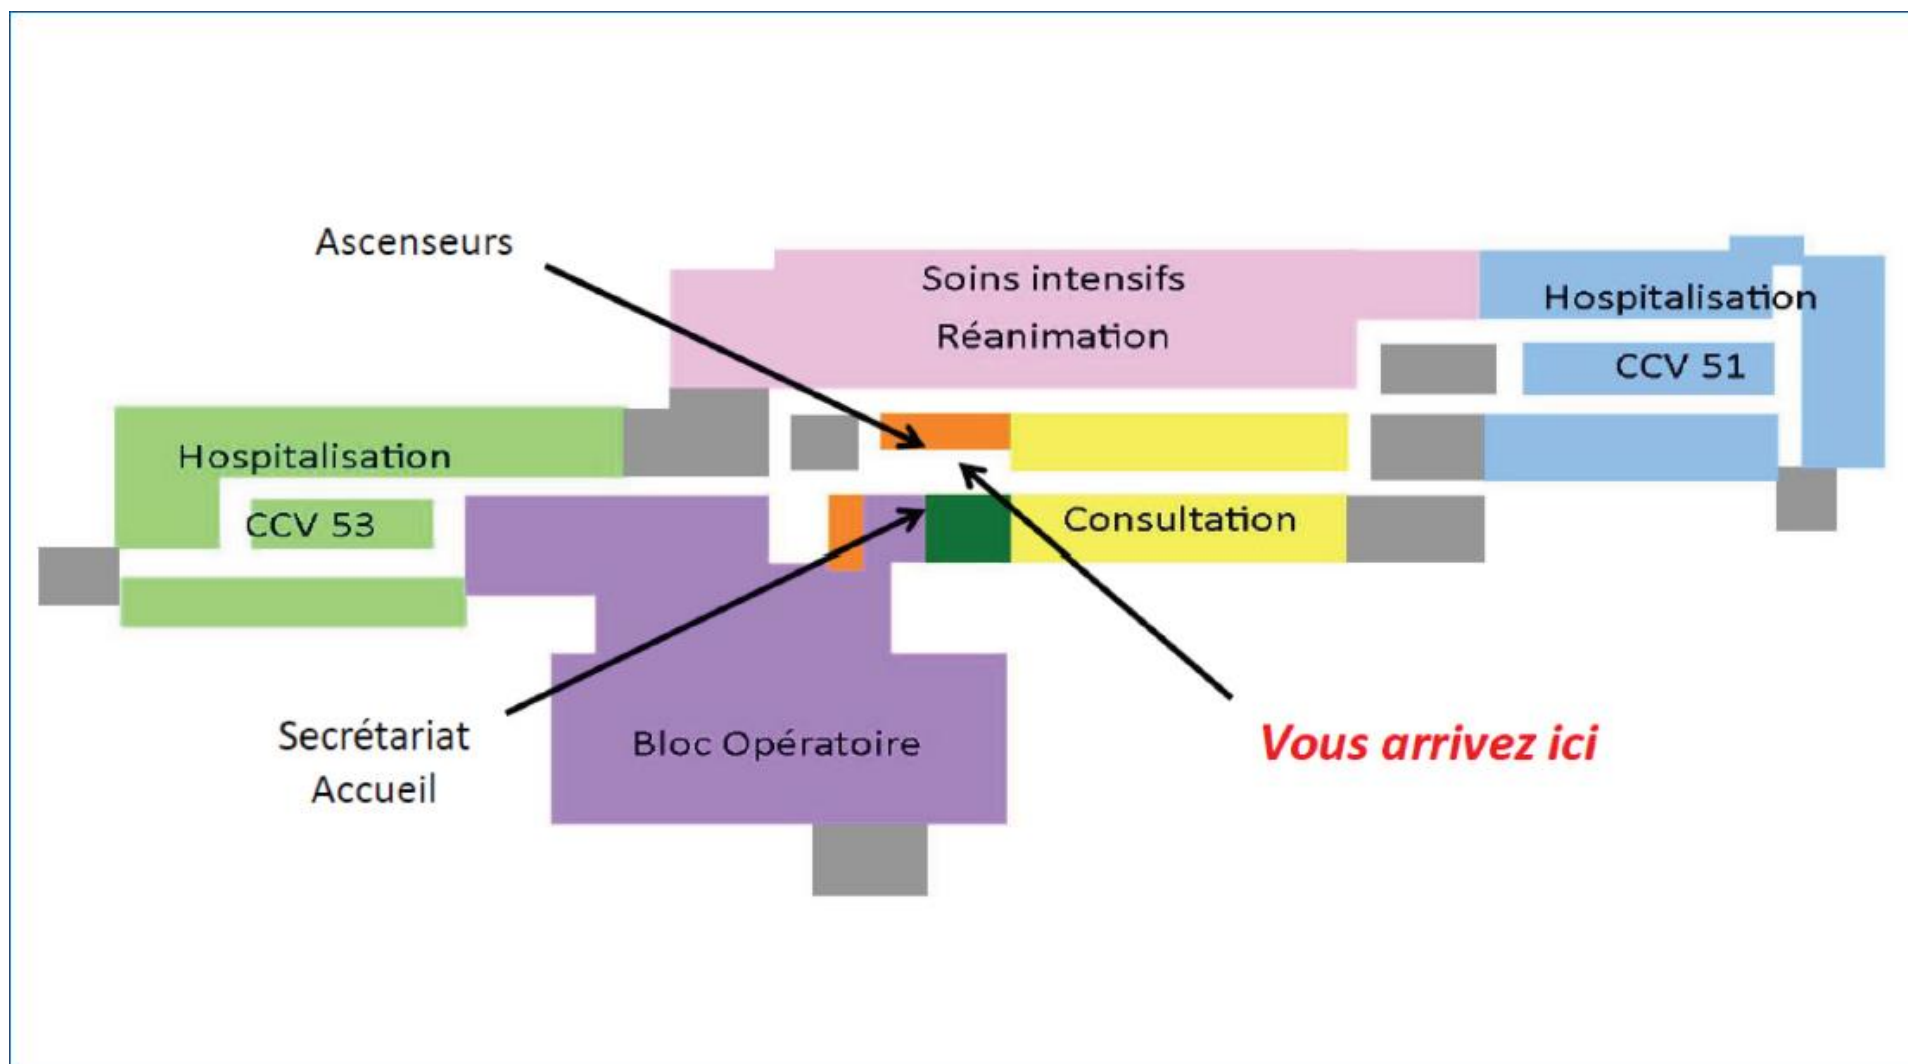 Ascenseurs
Soins intensifs
Réanimation
Hospitalisation
CCV 51
Hospitalisation
CCV 53
Consultation
Secrétariat
Accueil
Bloc Opératoire
Vous arrivez ici